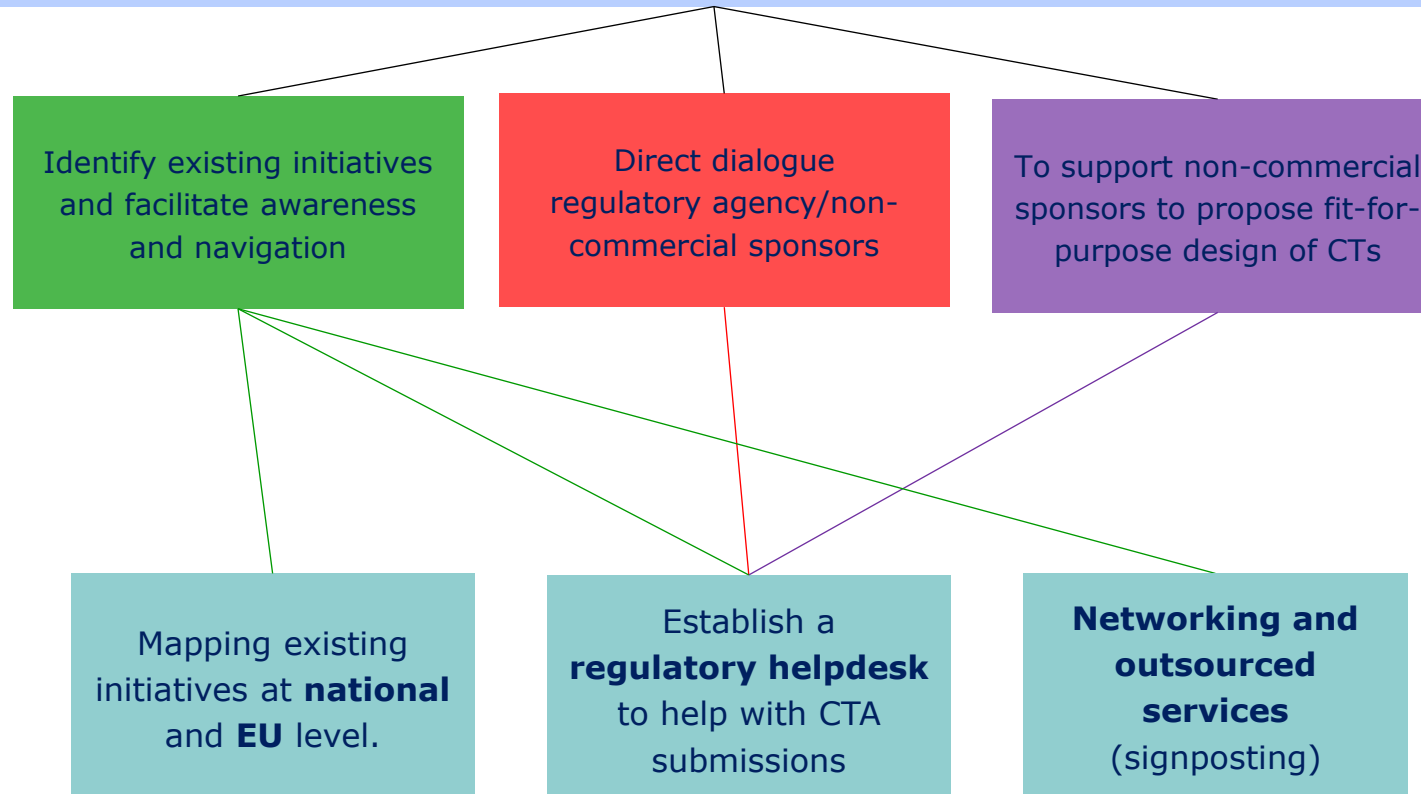 Identify existing initiatives
and facilitate awareness
and navigation
Direct dialogue
regulatory agency/non-
commercial sponsors
To support non-commercial
sponsors to propose fit-for-
purpose design of CTs
Mapping existing
initiatives at national
and EU level.
Establish a
regulatory helpdesk
to help with CTA
submissions
Networking and
outsourced
services
(signposting)